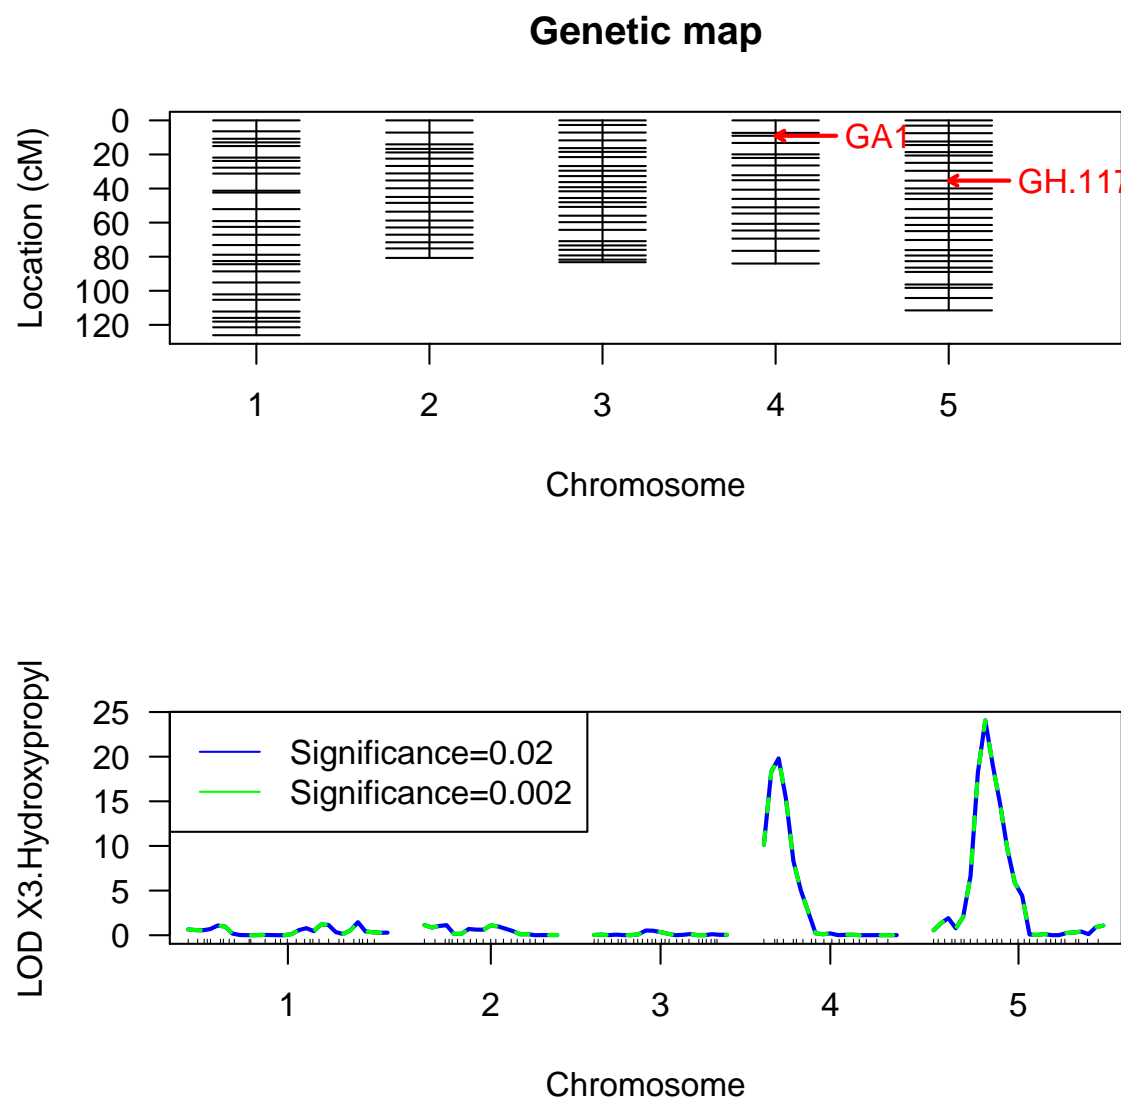 Genetic map
Location (cM)
0
20
40
60
80
100
120
GA1
GH.117
1 2 3 4 5
Chromosome
LOD X3.Hydroxypropyl
25
20
15
10
5
0
Significance=0.02
Significance=0.002
1 2 3 4 5
Chromosome